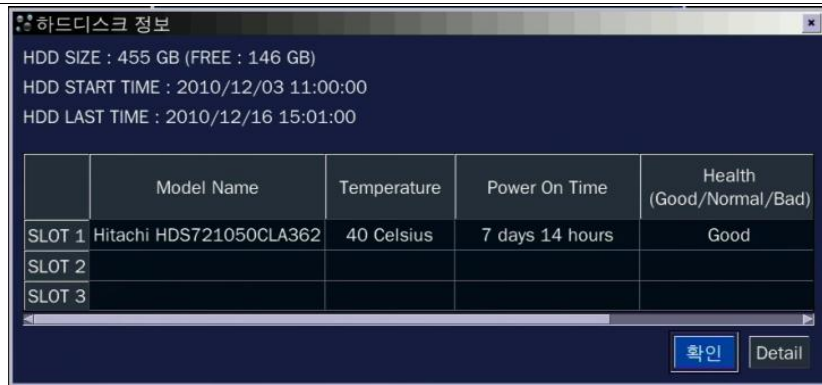 하드디스크 정보
HDD SIZE : 455 GB (FREE : 146 GB)
HDD START TIME : 2010/12/03 11:00:00
HDD LAST TIME : 2010/12/16 15:01:00
Model Name Temperature Power On Time Health (Good/Normal/Bad)
SLOT 1 Hitachi HDS721050CLA362 40 Celsius 7 days 14 hours Good
SLOT 2
SLOT 3
확인 Detail